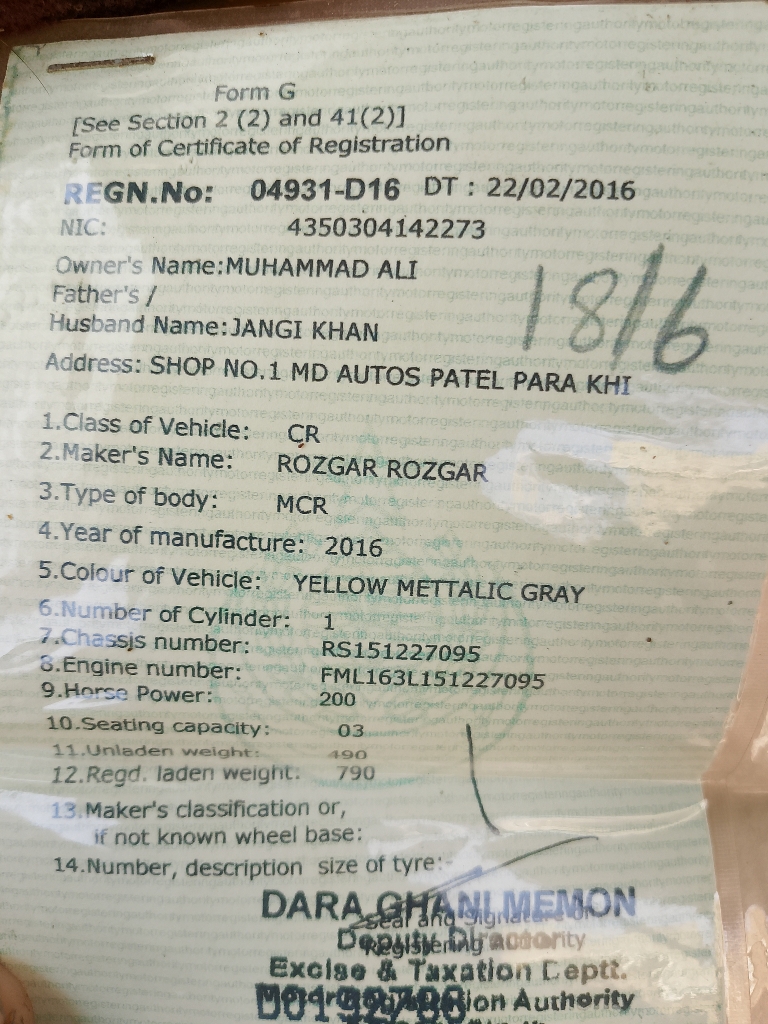 Form G
[See Section 2 (2) and 41(2)]
Form of Certificate of Registration
REGN.No: 04931-D16 DT : 22/02/2016
NIC: 4350304142273
Owner's Name:MUHAMMAD ALI
Father's /
Husband Name:JANGI KHAN
18/6
Address: SHOP NO.1 MD AUTOS PATEL PARA KHI
1.Class of Vehicle: CR
2.Maker's Name: ROZGAR ROZGAR
3.Type of body: MCR
4.Year of manufacture: 2016
5.Colour of Vehicle: YELLOW METTALIC GRAY
6.Number of Cylinder: 1
7.Chassjs number: RS151227095
8.Engine number: FML163L151227095
9.Horse Power: 200
10.Seating capacity: 03
11.Unladen weight: 490
12.Regd. laden weight: 790
13.Maker's classification or,
if not known wheel base:
14.Number, description size of tyre:-
DARA GHANI MEMON
Seal and Signature of
Deputy Director
Registering authority
Excise & Taxation Deptt.
Motor Registration Authority